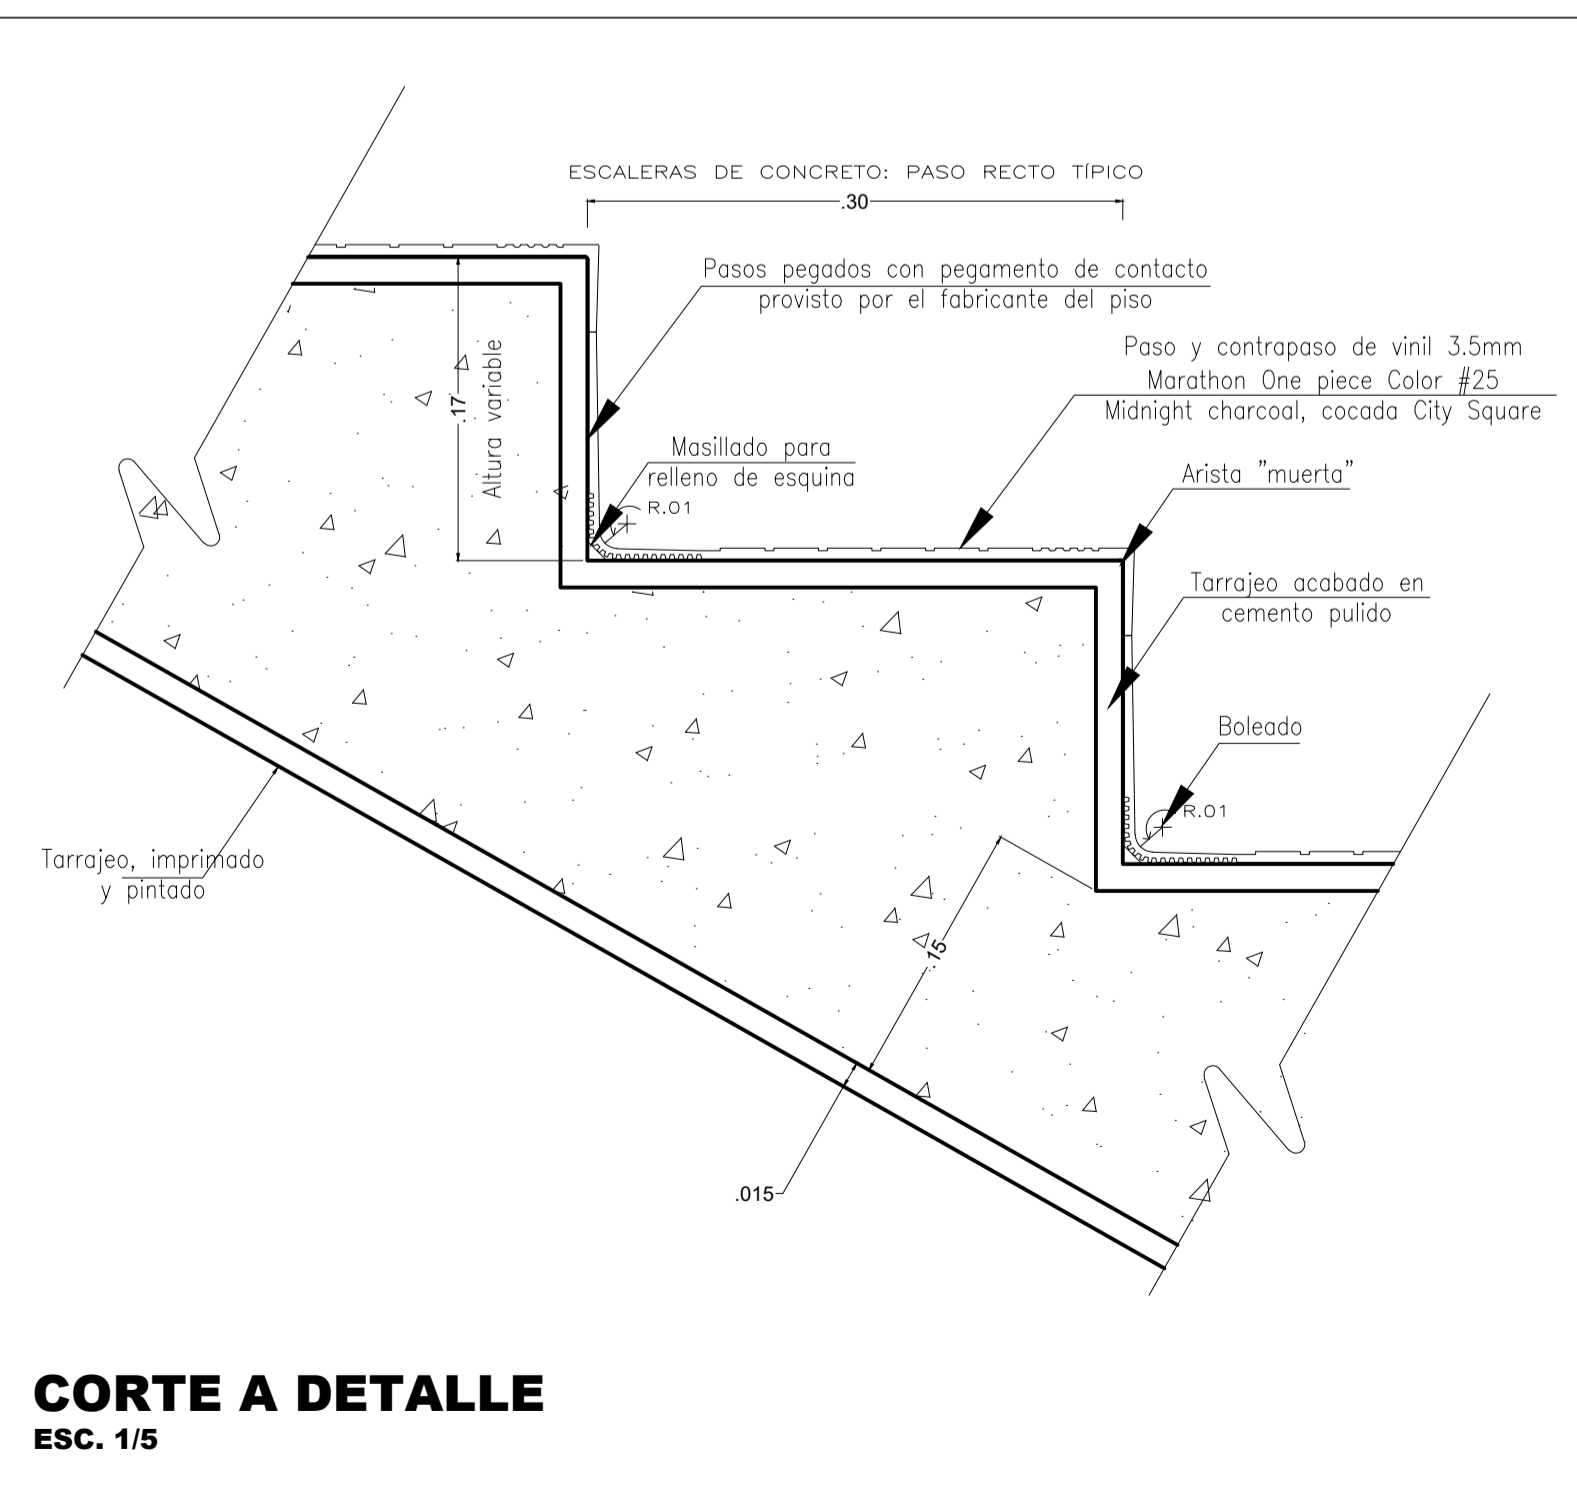 ESCALERAS DE CONCRETO: PASO RECTO TÍPICO
.30
Pasos pegados con pegamento de contacto
provisto por el fabricante del piso
Paso y contrapaso de vinil 3.5mm
Marathon One piece Color #25
Midnight charcoal, cocada City Square
.17
Altura variable
Masillado para
relleno de esquina
R.01
Arista "muerta"
Tarrajeo acabado en
cemento pulido
Boleado
R.01
Tarrajeo, imprimado
y pintado
.15
.015
CORTE A DETALLE
ESC. 1/5